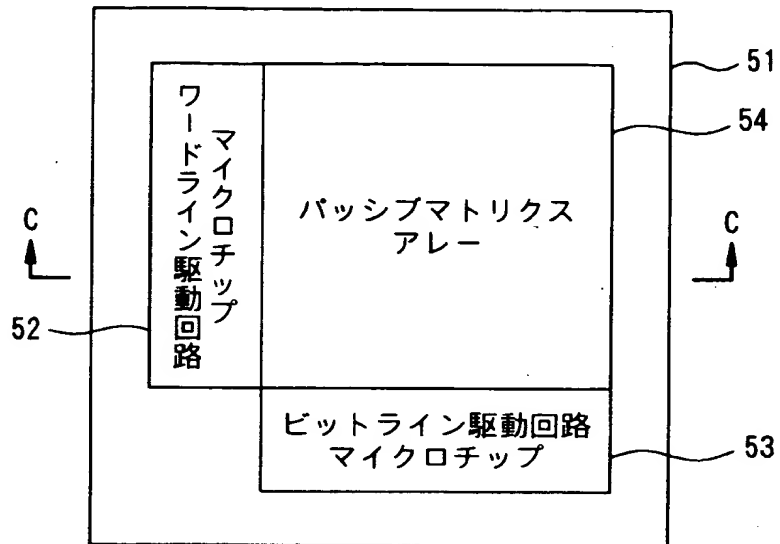 51
54
マイクロチップ
ワードライン駆動回路
パッシブマトリクス
アレー
C
C
52
ビットライン駆動回路
マイクロチップ
53